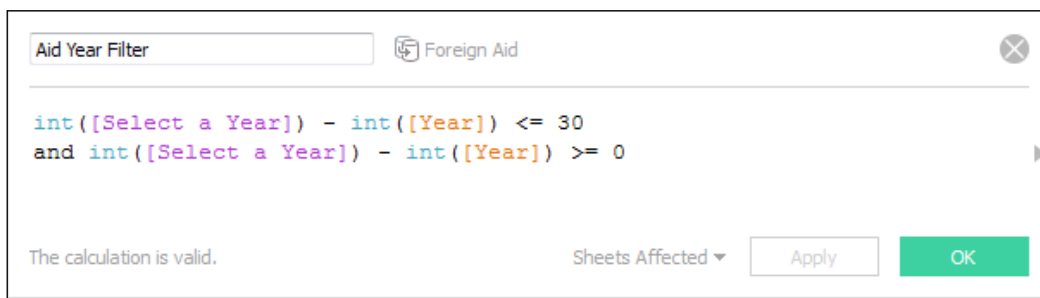 Aid Year Filter Foreign Aid
int([Select a Year]) - int([Year]) <= 30
and int([Select a Year]) - int([Year]) >= 0
The calculation is valid. Sheets Affected Apply OK